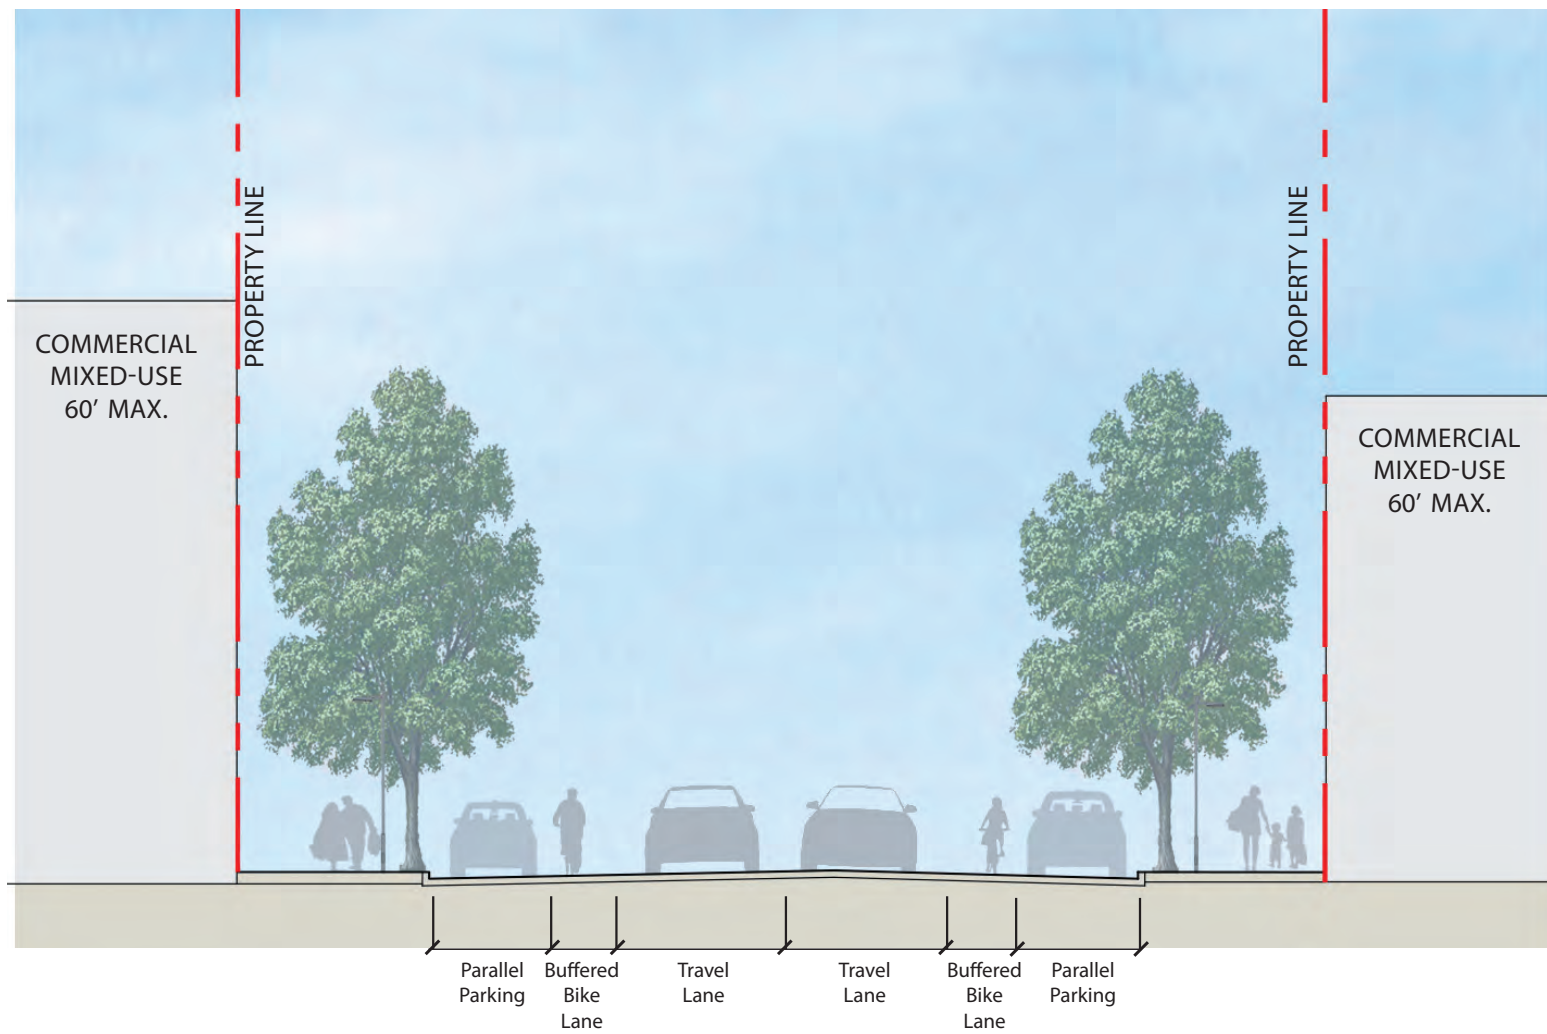 PROPERTY LINE
PROPERTY LINE
COMMERCIAL
MIXED-USE
60’ MAX.
COMMERCIAL
MIXED-USE
60’ MAX.
Parallel
Parking
Buffered
Bike
Lane
Travel
Lane
Travel
Lane
Buffered
Bike
Lane
Parallel
Parking